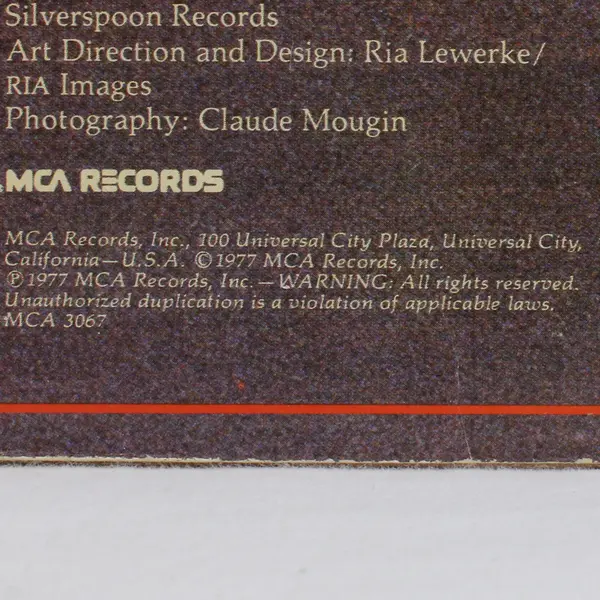 Silverspoon Records
Art Direction and Design: Ria Lewerke/
RIA Images
Photography: Claude Mougin
MCA RECORDS
MCA Records, Inc., 100 Universal City Plaza, Universal City,
California—U.S.A. ©1977 MCA Records, Inc.
℗1977 MCA Records, Inc.—WARNING: All rights reserved.
Unauthorized duplication is a violation of applicable laws.
MCA 3067